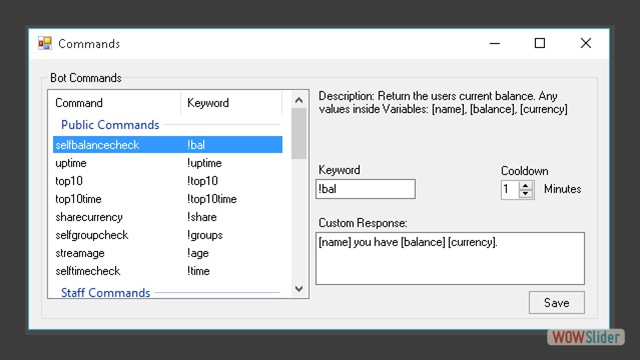 Commands
Bot Commands
Command Keyword
Public Commands
selfbalancecheck !bal
uptime !uptime
top10 !top10
top10time !top10time
sharecurrency !share
selfgroupcheck !groups
streamage !age
selftimecheck !time
Staff Commands
Description: Return the users current balance. Any
values inside Variables: [name], [balance], [currency]
Keyword Cooldown
!bal 1 Minutes
Custom Response:
[name] you have [balance] [currency].
Save
WOWSlider